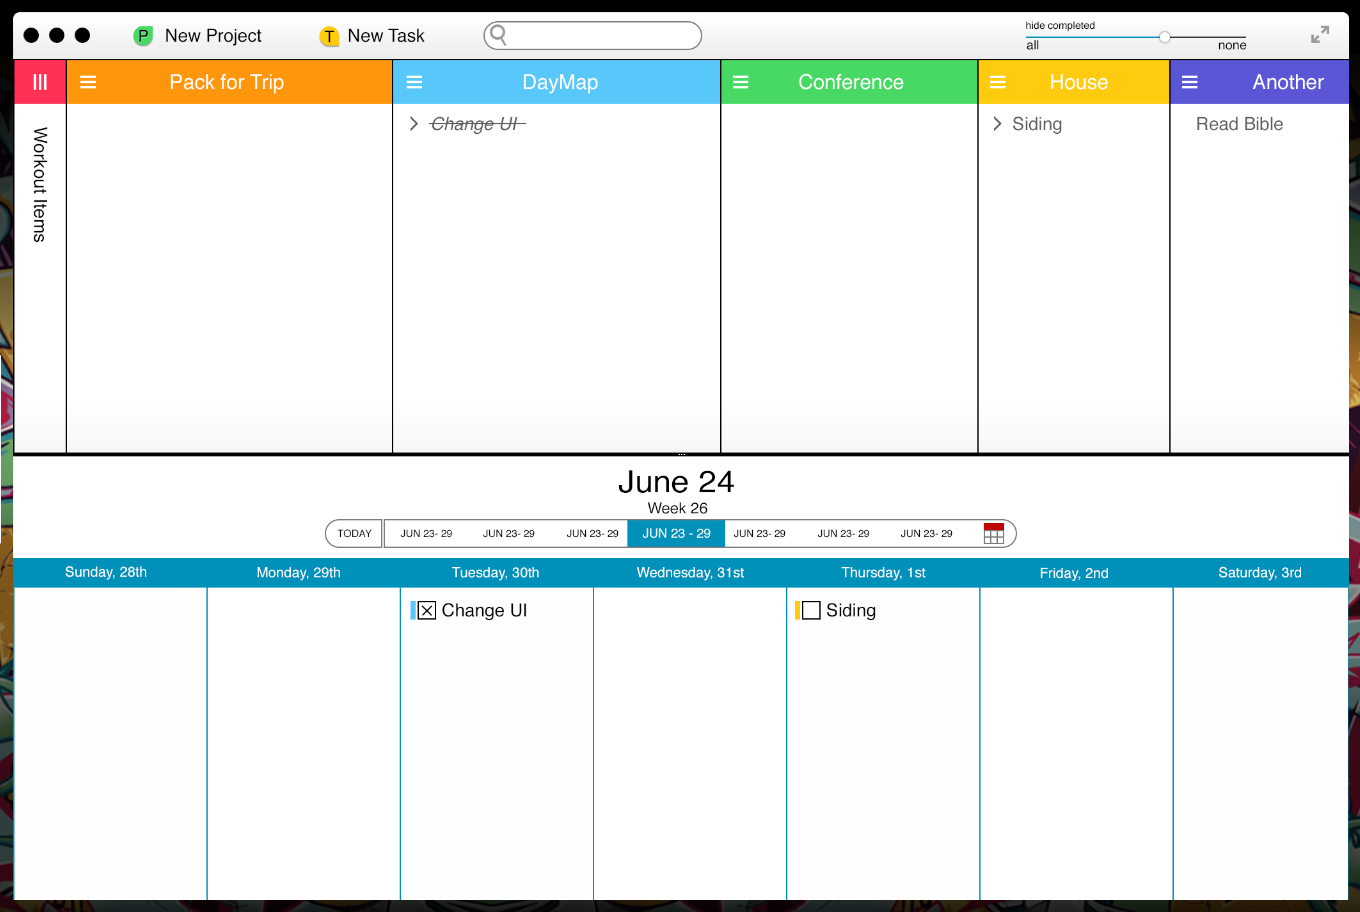 P New Project
T New Task
hide completed
all none
Pack for Trip
DayMap
Conference
House
Another
Workout Items
Change UI
Siding
Read Bible
June 24
Week 26
TODAY
JUN 23- 29
JUN 23- 29
JUN 23- 29
JUN 23 - 29
JUN 23- 29
JUN 23- 29
JUN 23- 29
Sunday, 28th
Monday, 29th
Tuesday, 30th
Wednesday, 31st
Thursday, 1st
Friday, 2nd
Saturday, 3rd
Change UI
Siding